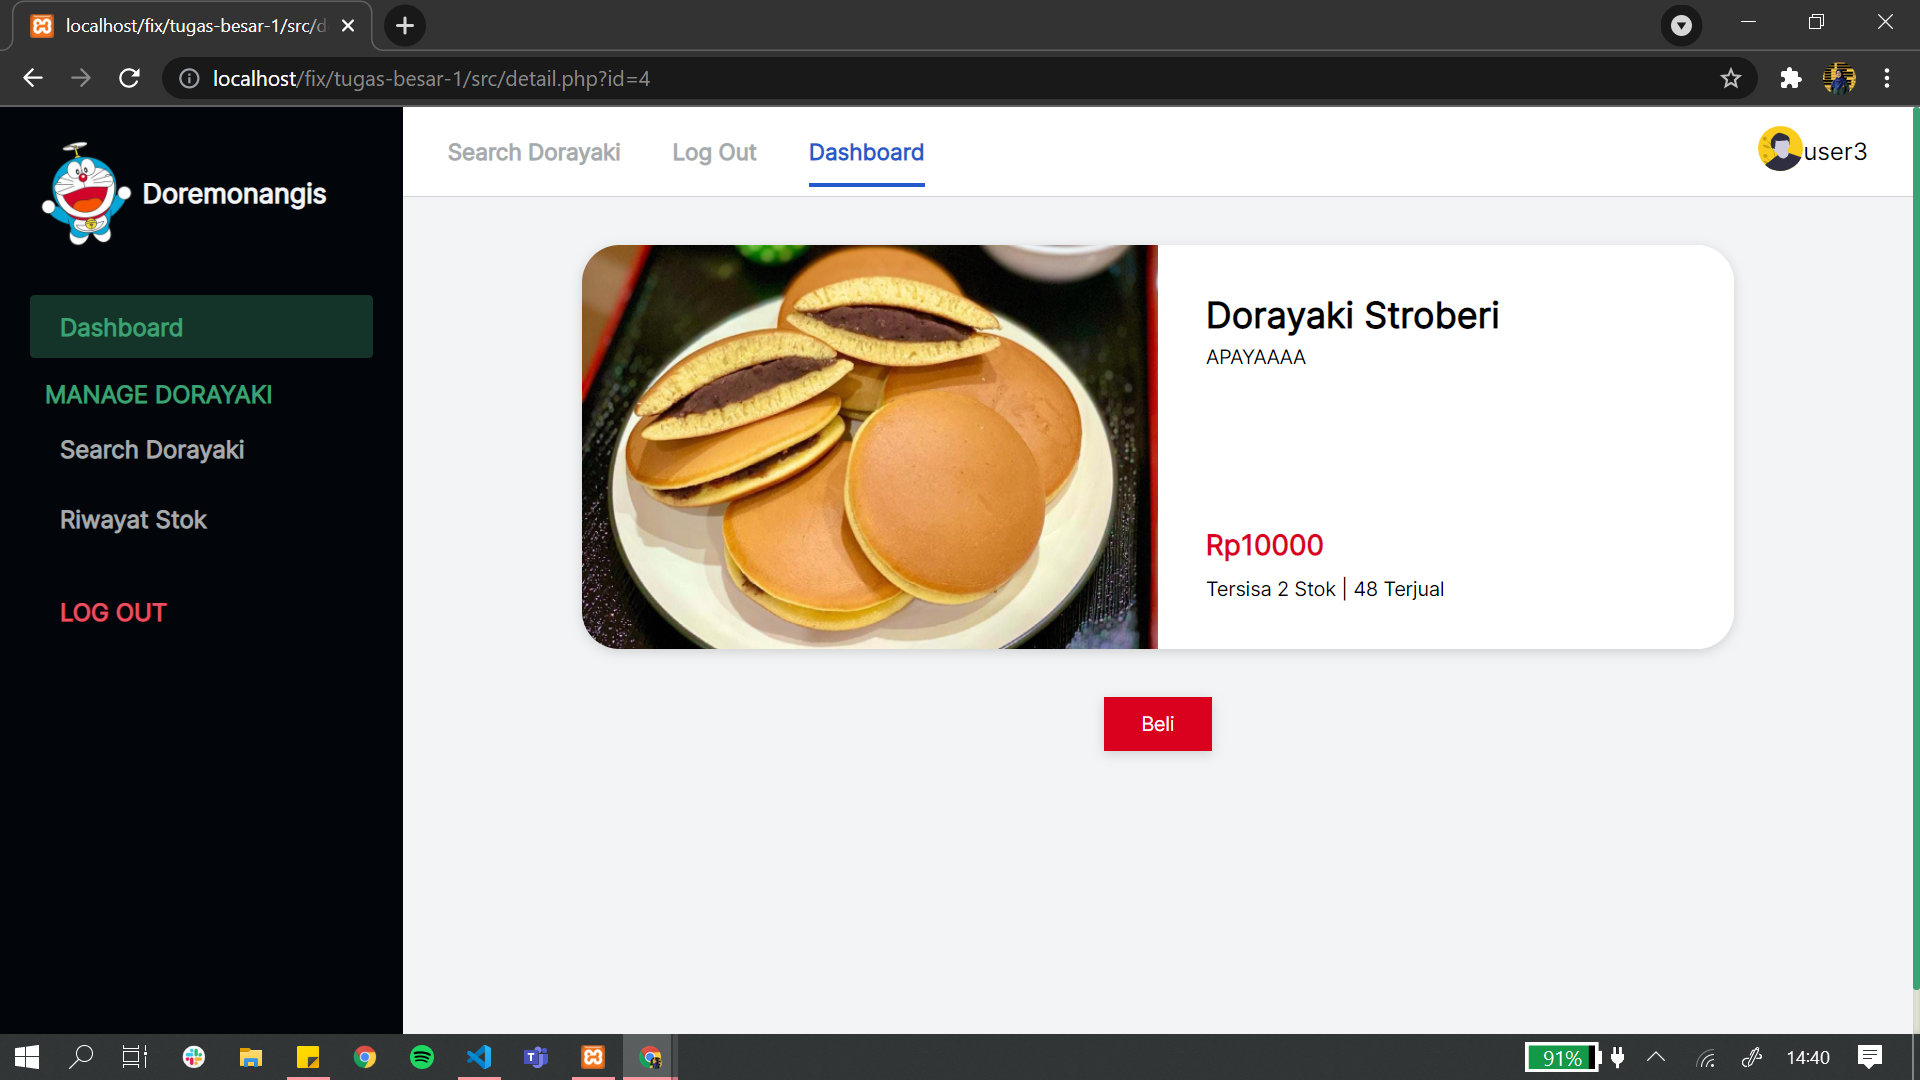 localhost/fix/tugas-besar-1/src/d
localhost/fix/tugas-besar-1/src/detail.php?id=4
Doremonangis
Dashboard
MANAGE DORAYAKI
Search Dorayaki
Riwayat Stok
LOG OUT
Search Dorayaki Log Out Dashboard
user3
Dorayaki Stroberi
APAYAAAA
Rp10000
Tersisa 2 Stok | 48 Terjual
Beli
91%
14:40